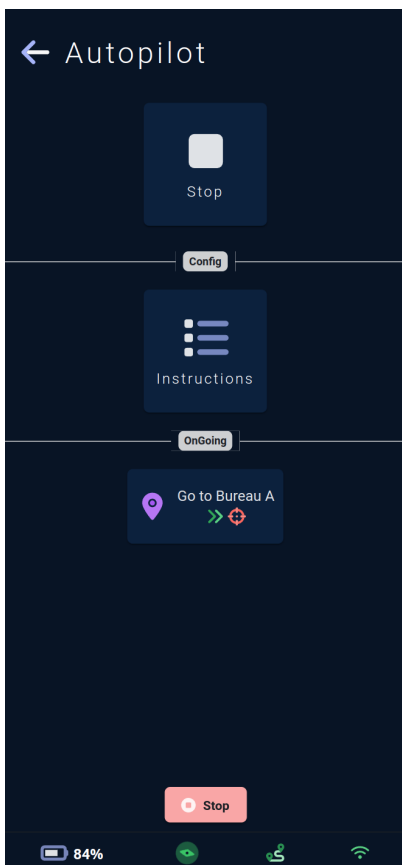 Autopilot
Stop
Config
Instructions
OnGoing
Go to Bureau A
Stop
84%